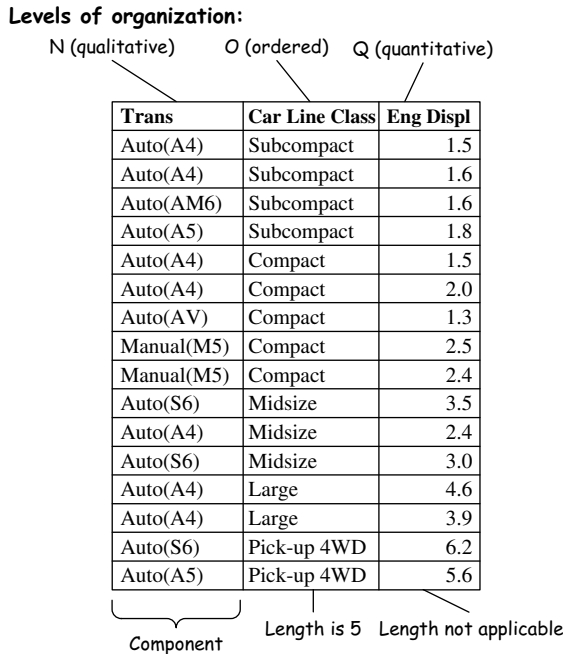 Levels of organization:
N (qualitative) O (ordered) Q (quantitative)
Trans Car Line Class Eng Displ
Auto(A4) Subcompact 1.5
Auto(A4) Subcompact 1.6
Auto(AM6) Subcompact 1.6
Auto(A5) Subcompact 1.8
Auto(A4) Compact 1.5
Auto(A4) Compact 2.0
Auto(AV) Compact 1.3
Manual(M5) Compact 2.5
Manual(M5) Compact 2.4
Auto(S6) Midsize 3.5
Auto(A4) Midsize 2.4
Auto(S6) Midsize 3.0
Auto(A4) Large 4.6
Auto(A4) Large 3.9
Auto(S6) Pick-up 4WD 6.2
Auto(A5) Pick-up 4WD 5.6
Component Length is 5 Length not applicable